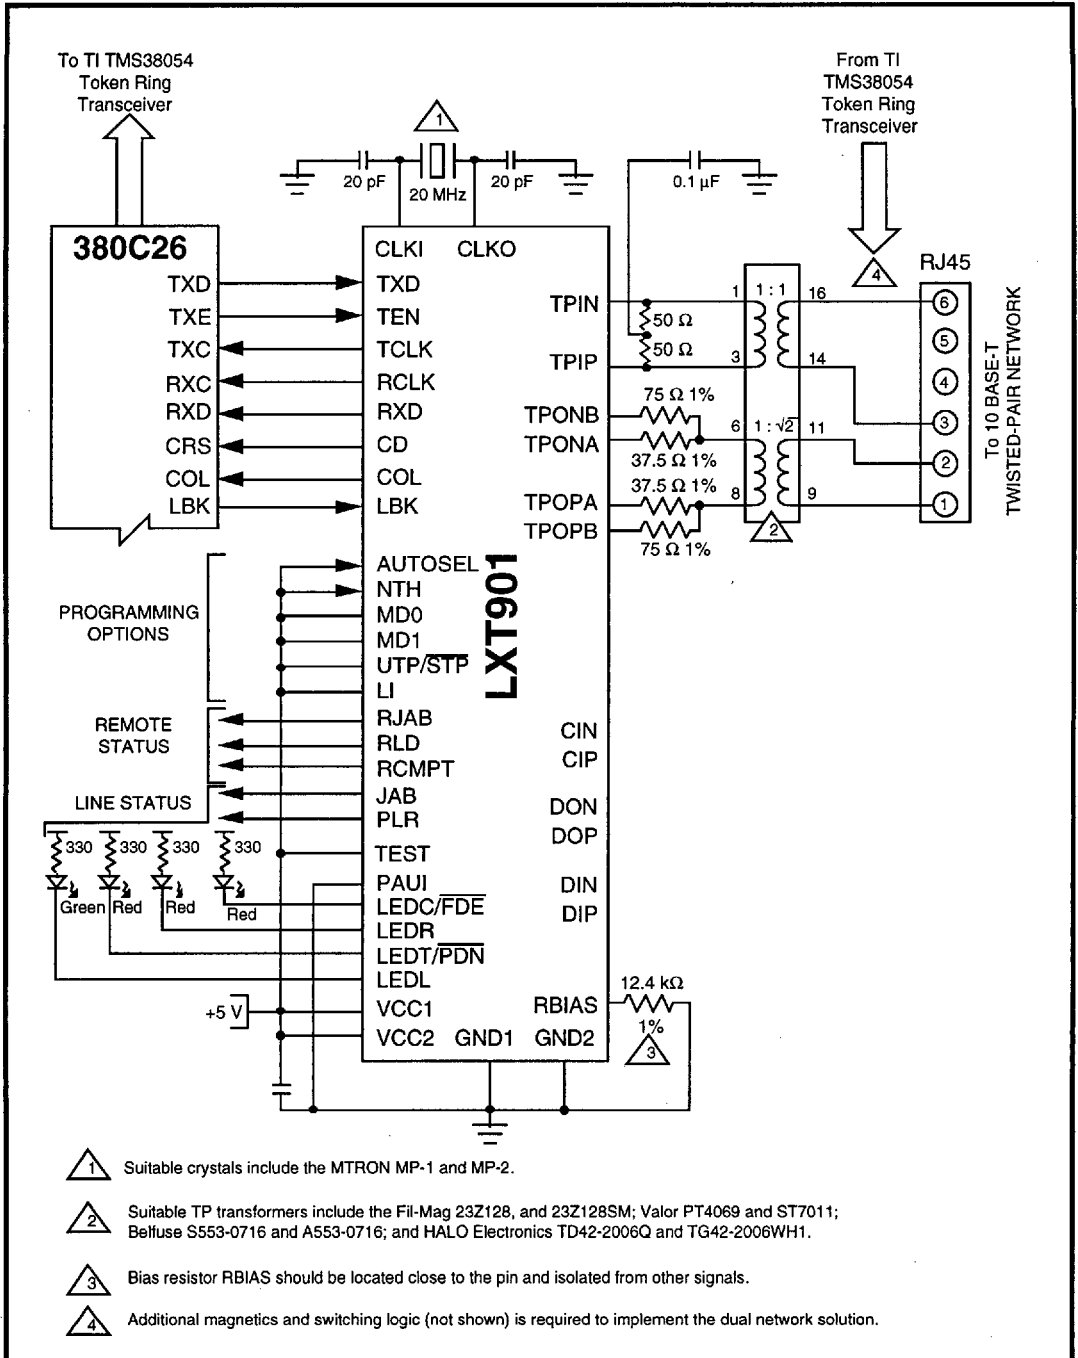 To TI TMS38054
Token Ring
Transceiver
From TI
TMS38054
Token Ring
Transceiver
1
20 pF
20 MHz
20 pF
0.1 µF
4
380C26
TXD
TXE
TXC
RXC
RXD
CRS
COL
LBK
CLKI
CLKO
TXD
TEN
TCLK
RCLK
RXD
CD
COL
LBK
AUTOSEL
NTH
MD0
MD1
UTP/STP
LI
RJAB
RLD
RCMPT
JAB
PLR
TEST
PAUI
LEDC/FDE
LEDR
LEDT/PDN
LEDL
VCC1
VCC2
GND1
GND2
LXT901
TPIN
TPIP
TPONB
TPONA
TPOPA
TPOPB
CIN
CIP
DON
DOP
DIN
DIP
RBIAS
50 Ω
50 Ω
75 Ω 1%
37.5 Ω 1%
37.5 Ω 1%
75 Ω 1%
1
1 : 1
16
3
14
6
1 : √2
11
8
9
2
RJ45
6
5
4
3
2
1
To 10 BASE-T
TWISTED-PAIR NETWORK
PROGRAMMING
OPTIONS
REMOTE
STATUS
LINE STATUS
330
330
330
330
Green
Red
Red
Red
+5 V
12.4 kΩ
1%
3
1 Suitable crystals include the MTRON MP-1 and MP-2.
2 Suitable TP transformers include the Fil-Mag 23Z128, and 23Z128SM; Valor PT4069 and ST7011;
Belfuse S553-0716 and A553-0716; and HALO Electronics TD42-2006Q and TG42-2006WH1.
3 Bias resistor RBIAS should be located close to the pin and isolated from other signals.
4 Additional magnetics and switching logic (not shown) is required to implement the dual network solution.